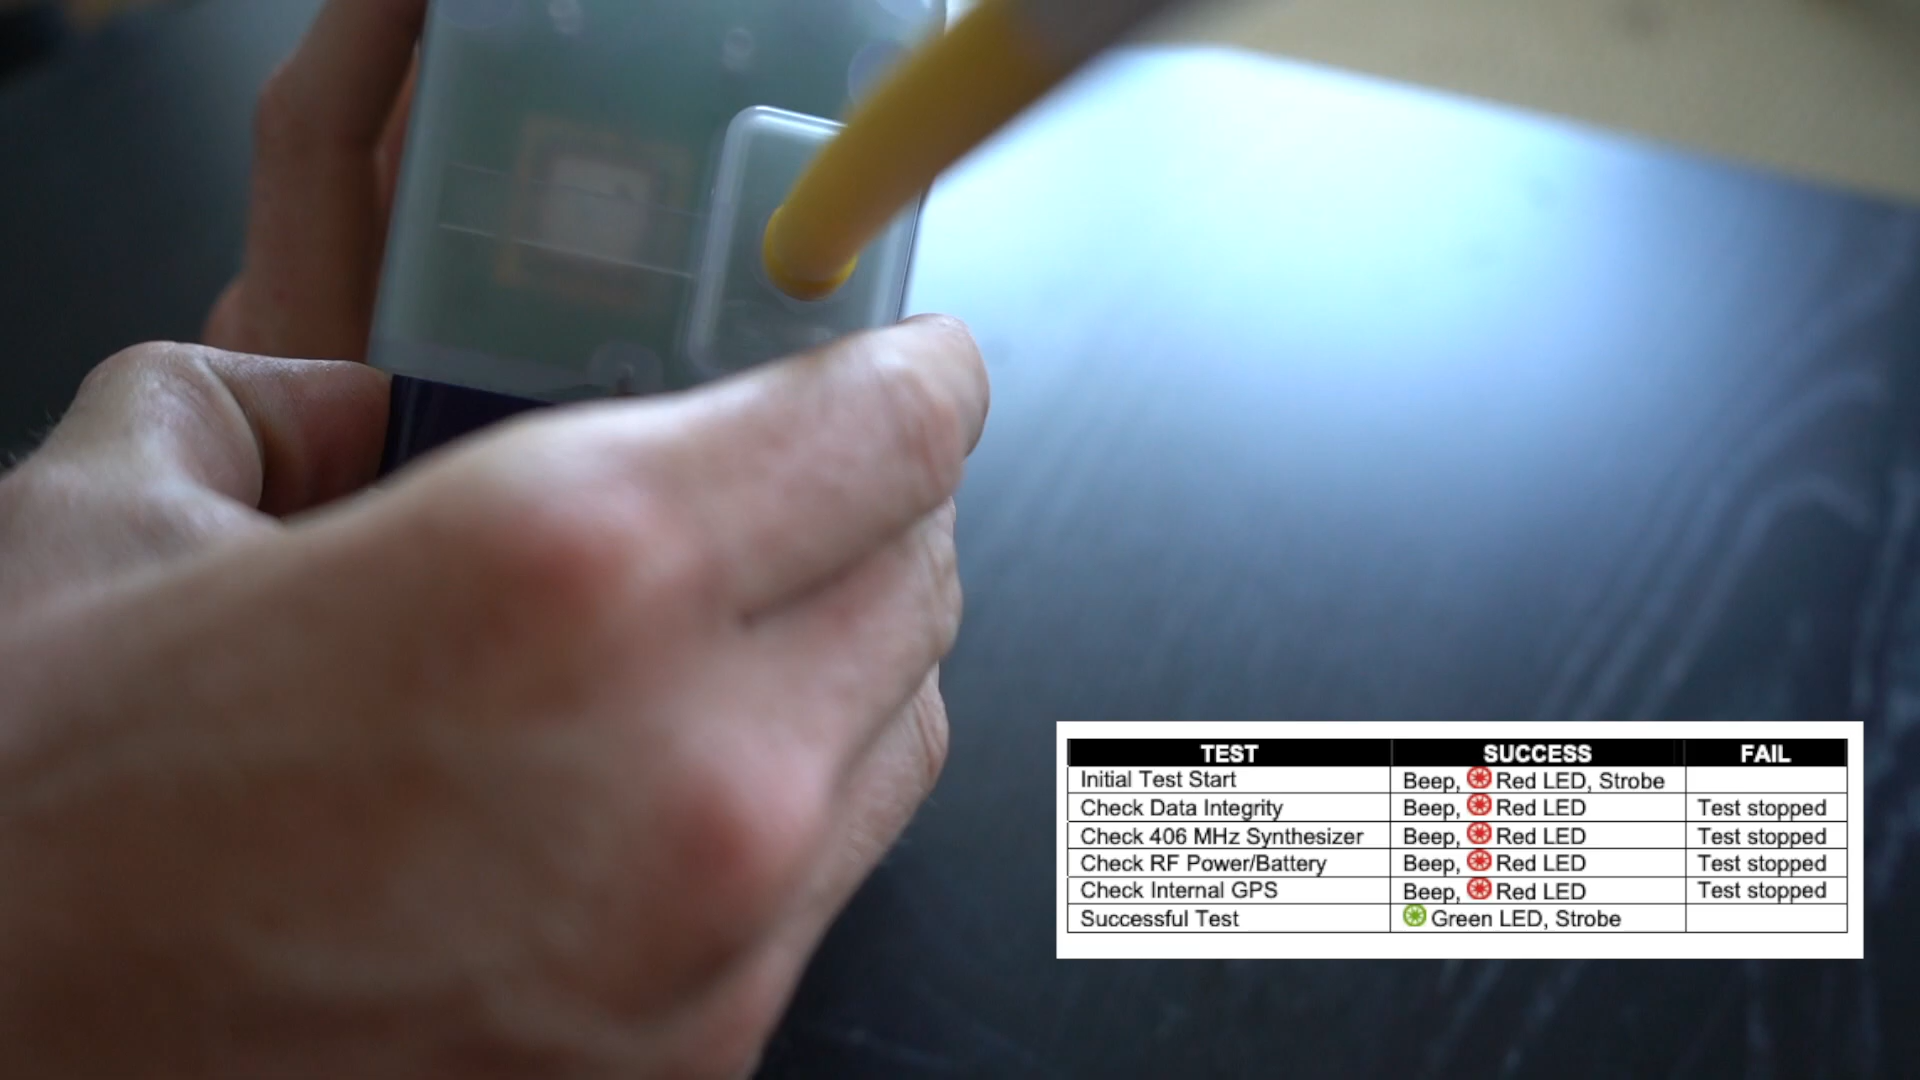 TEST SUCCESS FAIL
Initial Test Start Beep, Red LED, Strobe
Check Data Integrity Beep, Red LED Test stopped
Check 406 MHz Synthesizer Beep, Red LED Test stopped
Check RF Power/Battery Beep, Red LED Test stopped
Check Internal GPS Beep, Red LED Test stopped
Successful Test Green LED, Strobe